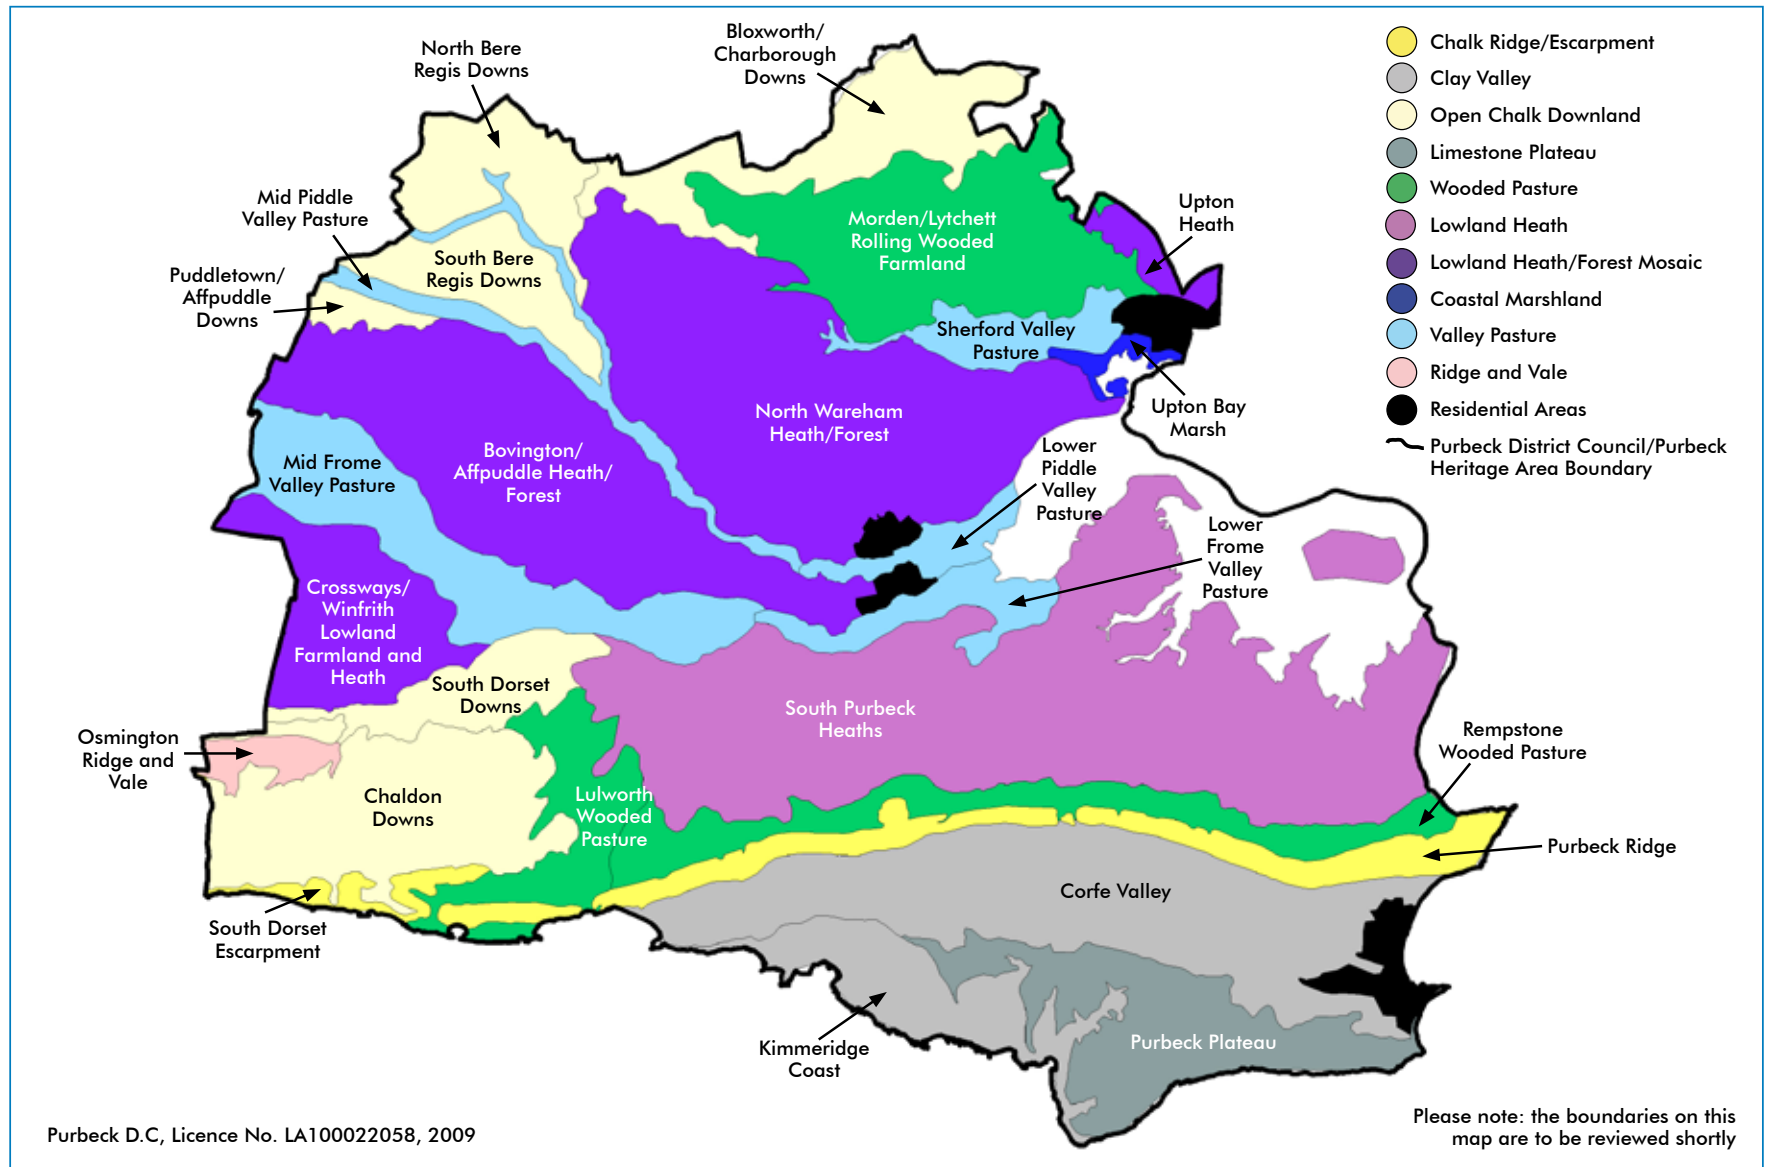 North Bere
Regis Downs
Bloxworth/
Charborough
Downs
Chalk Ridge/Escarpment
Clay Valley
Open Chalk Downland
Limestone Plateau
Wooded Pasture
Lowland Heath
Lowland Heath/Forest Mosaic
Coastal Marshland
Valley Pasture
Ridge and Vale
Residential Areas
Purbeck District Council/Purbeck
Heritage Area Boundary
Mid Piddle
Valley Pasture
Upton
Heath
Morden/Lytchett
Rolling Wooded
Farmland
South Bere
Regis Downs
Puddletown/
Affpuddle
Downs
Sherford Valley
Pasture
Upton Bay
Marsh
North Wareham
Heath/Forest
Bovington/
Affpuddle Heath/
Forest
Mid Frome
Valley Pasture
Lower
Piddle
Valley
Pasture
Lower
Frome
Valley
Pasture
Crossways/
Winfrith
Lowland
Farmland and
Heath
South Dorset
Downs
South Purbeck
Heaths
Osmington
Ridge and
Vale
Rempstone
Wooded Pasture
Chaldon
Downs
Lulworth
Wooded
Pasture
Purbeck Ridge
Corfe Valley
South Dorset
Escarpment
Kimmeridge
Coast
Purbeck Plateau
Purbeck D.C, Licence No. LA100022058, 2009
Please note: the boundaries on this
map are to be reviewed shortly